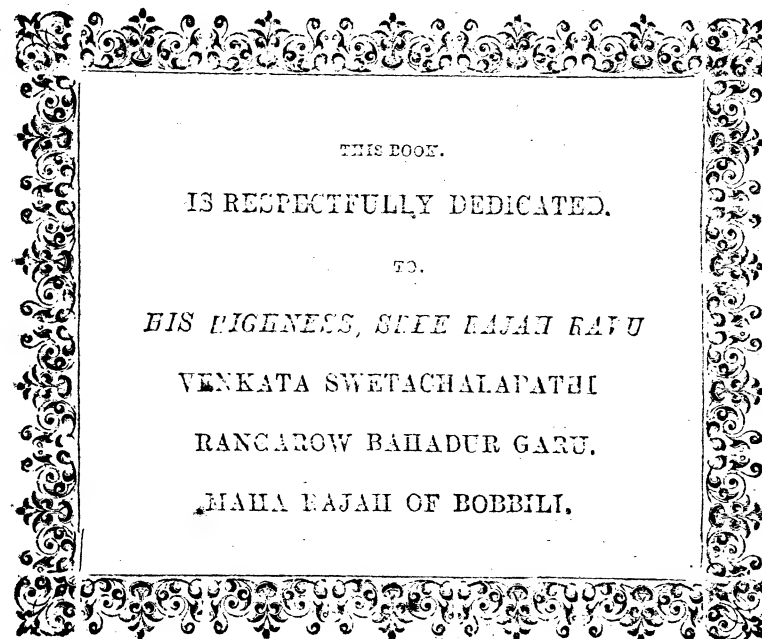 THIS BOOK.
IS RESPECTFULLY DEDICATED.
TO.
HIS HIGHNESS, SREE RAJAH RAVU
VENKATA SWETACHALAPATHI
RANGAROW BAHADUR GARU.
MAHA RAJAH OF BOBBILI.